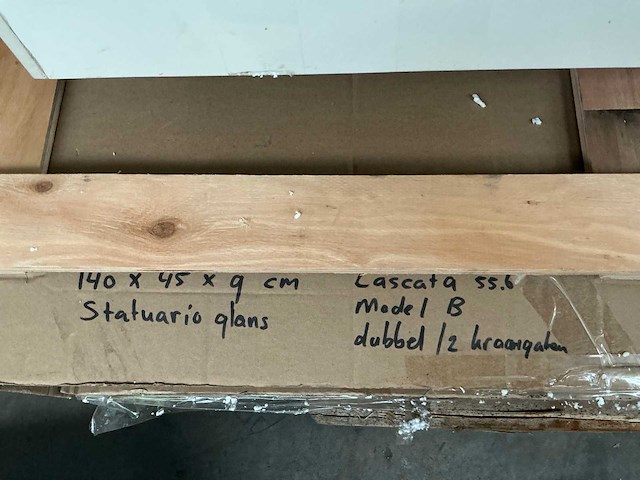 140 x 45 x 9 cm
Statuario glans
Cascata 55.6
Model B
dubbel /2 kraangaten